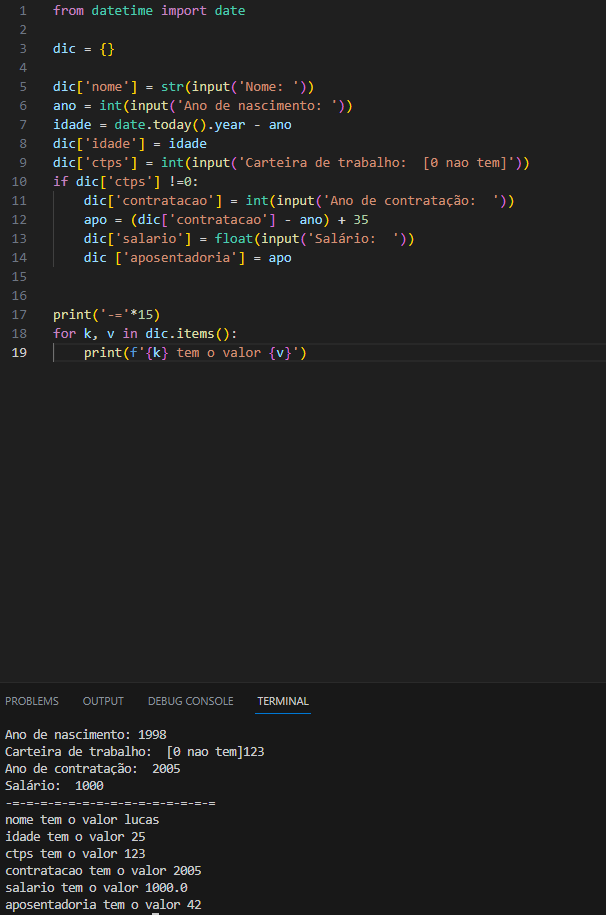 1 from datetime import date
2
3 dic = {}
4
5 dic['nome'] = str(input('Nome: '))
6 ano = int(input('Ano de nascimento: '))
7 idade = date.today().year - ano
8 dic['idade'] = idade
9 dic['ctps'] = int(input('Carteira de trabalho:  [0 nao tem]'))
10 if dic['ctps'] !=0:
11     dic['contratacao'] = int(input('Ano de contratação:  '))
12     apo = (dic['contratacao'] - ano) + 35
13     dic['salario'] = float(input('Salário:  '))
14     dic ['aposentadoria'] = apo
15
16
17 print('-='*15)
18 for k, v in dic.items():
19     print(f'{k} tem o valor {v}')
PROBLEMS OUTPUT DEBUG CONSOLE TERMINAL
Ano de nascimento: 1998
Carteira de trabalho:  [0 nao tem]123
Ano de contratação:  2005
Salário:  1000
-=-=-=-=-=-=-=-=-=-=-=-=-=-=-=
nome tem o valor lucas
idade tem o valor 25
ctps tem o valor 123
contratacao tem o valor 2005
salario tem o valor 1000.0
aposentadoria tem o valor 42